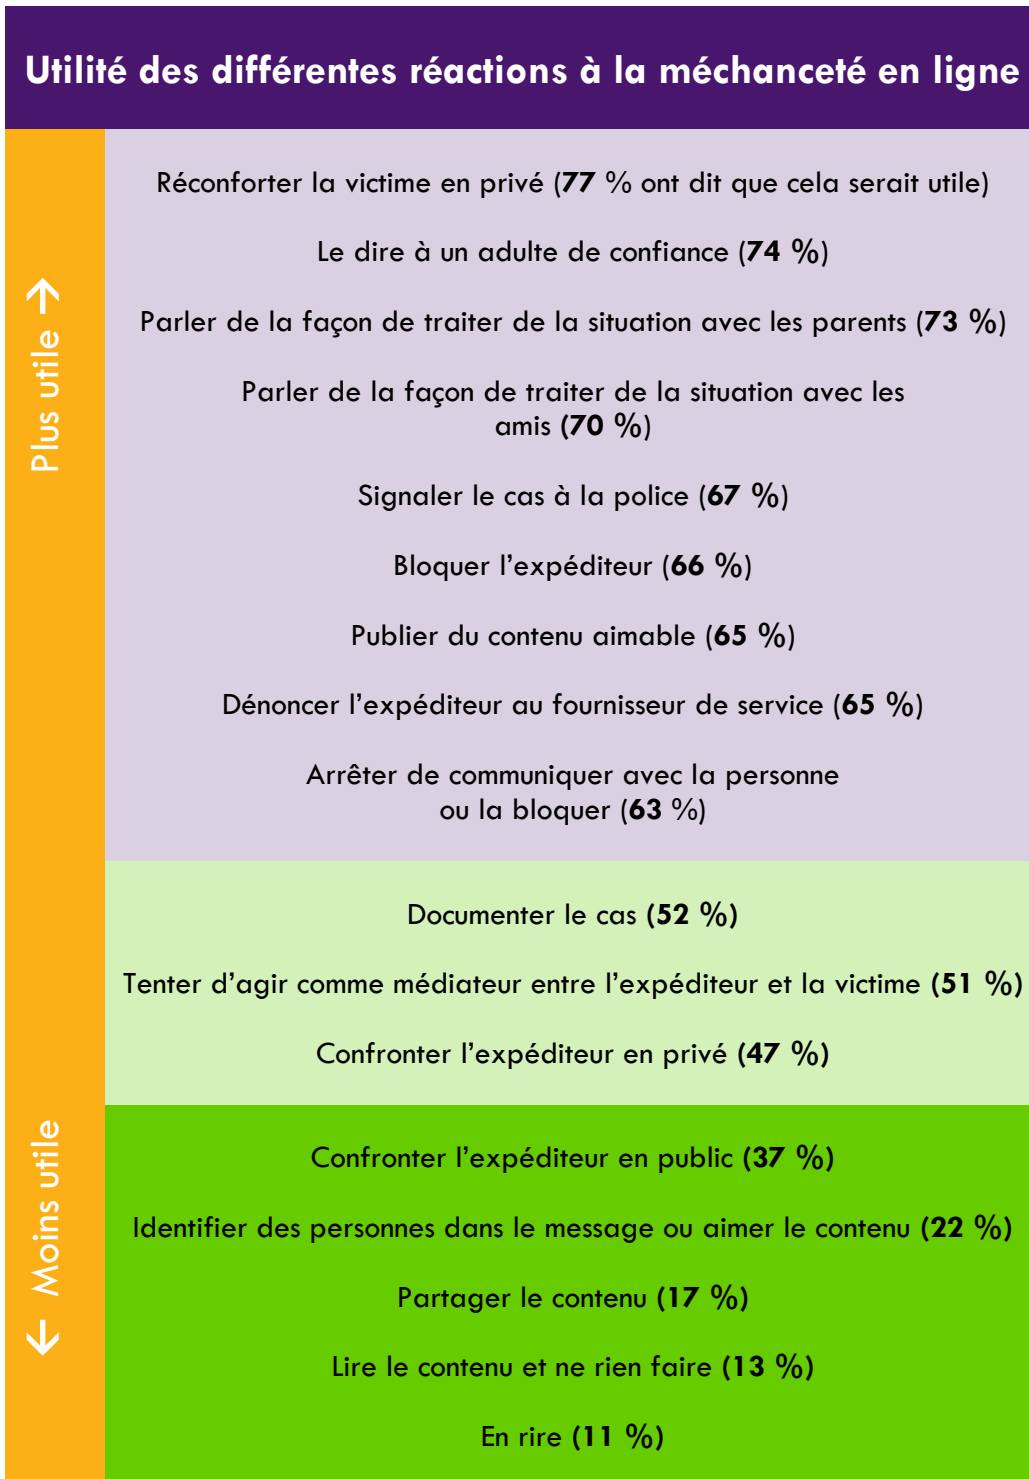 Utilité des différentes réactions à la méchanceté en ligne
Plus utile →
Réconforter la victime en privé (77 % ont dit que cela serait utile)
Le dire à un adulte de confiance (74 %)
Parler de la façon de traiter de la situation avec les parents (73 %)
Parler de la façon de traiter de la situation avec les
amis (70 %)
Signaler le cas à la police (67 %)
Bloquer l’expéditeur (66 %)
Publier du contenu aimable (65 %)
Dénoncer l’expéditeur au fournisseur de service (65 %)
Arrêter de communiquer avec la personne
ou la bloquer (63 %)
Documenter le cas (52 %)
Tenter d’agir comme médiateur entre l’expéditeur et la victime (51 %)
Confronter l’expéditeur en privé (47 %)
← Moins utile
Confronter l’expéditeur en public (37 %)
Identifier des personnes dans le message ou aimer le contenu (22 %)
Partager le contenu (17 %)
Lire le contenu et ne rien faire (13 %)
En rire (11 %)